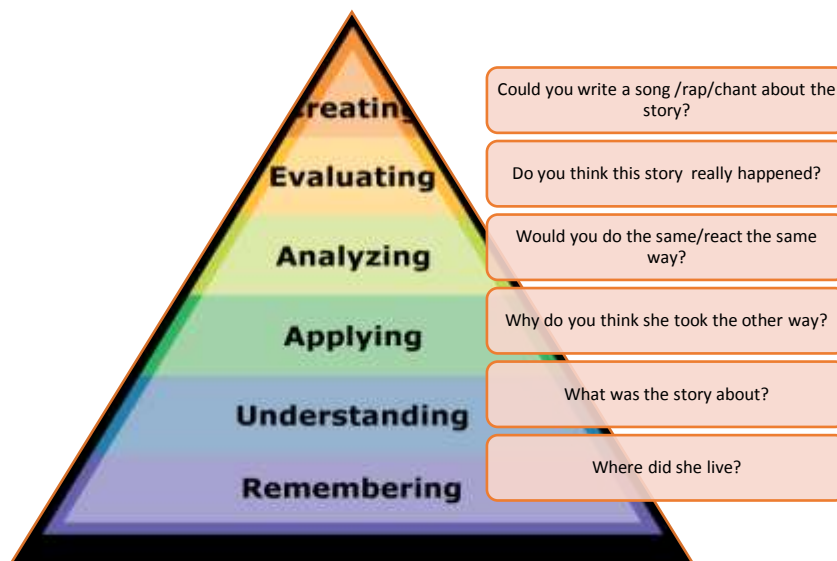 Creating
Could you write a song /rap/chant about the
story?
Evaluating
Do you think this story really happened?
Analyzing
Would you do the same/react the same
way?
Applying
Why do you think she took the other way?
Understanding
What was the story about?
Remembering
Where did she live?